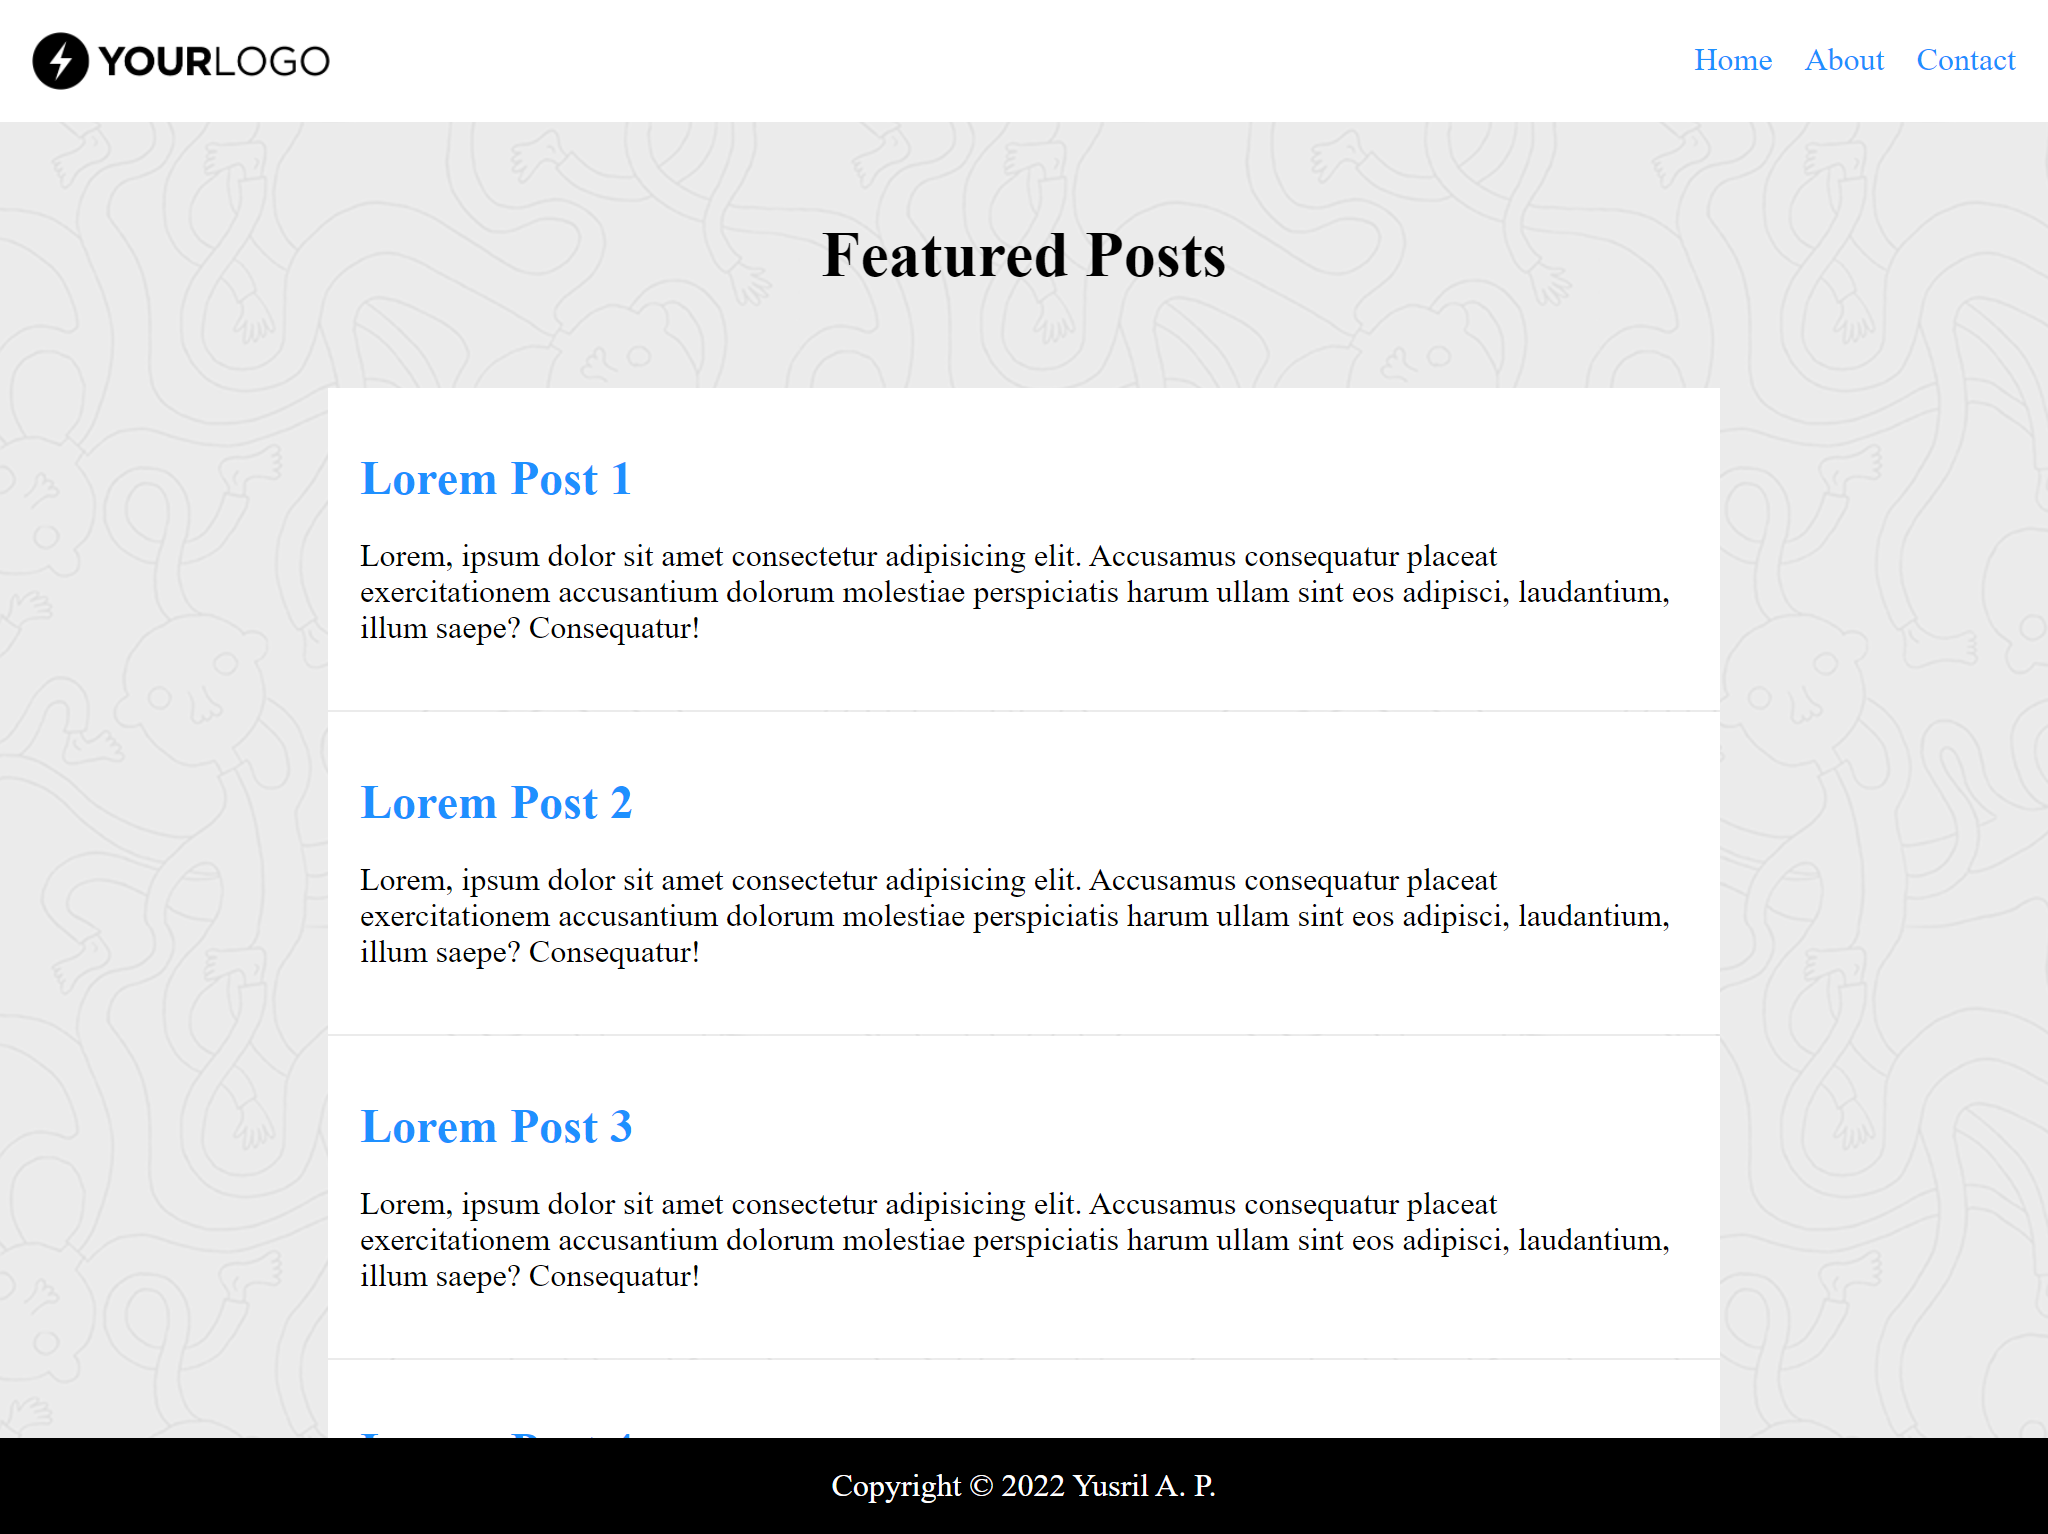 YOURLOGO
Home About Contact
Featured Posts
Lorem Post 1
Lorem, ipsum dolor sit amet consectetur adipisicing elit. Accusamus consequatur placeat
exercitationem accusantium dolorum molestiae perspiciatis harum ullam sint eos adipisci, laudantium,
illum saepe? Consequatur!
Lorem Post 2
Lorem, ipsum dolor sit amet consectetur adipisicing elit. Accusamus consequatur placeat
exercitationem accusantium dolorum molestiae perspiciatis harum ullam sint eos adipisci, laudantium,
illum saepe? Consequatur!
Lorem Post 3
Lorem, ipsum dolor sit amet consectetur adipisicing elit. Accusamus consequatur placeat
exercitationem accusantium dolorum molestiae perspiciatis harum ullam sint eos adipisci, laudantium,
illum saepe? Consequatur!
Copyright © 2022 Yusril A. P.